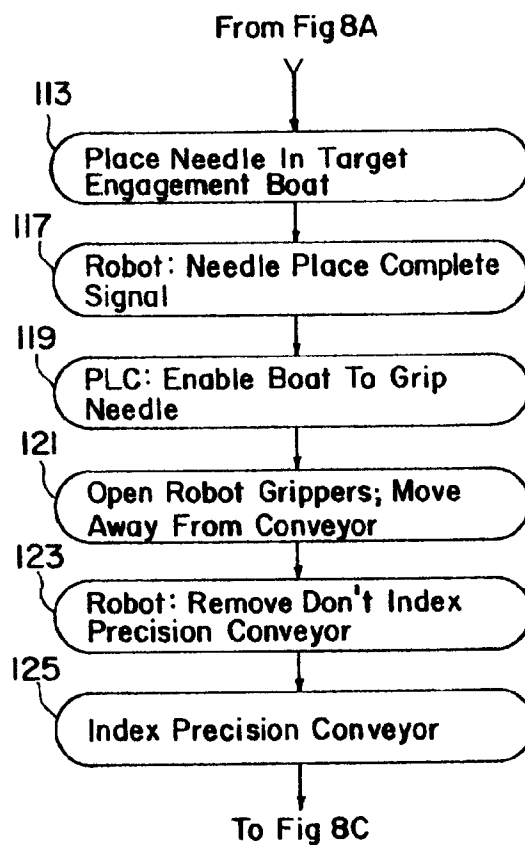 From Fig 8A
113
Place Needle In Target
Engagement Boat
117
Robot: Needle Place Complete
Signal
119
PLC: Enable Boat To Grip
Needle
121
Open Robot Grippers; Move
Away From Conveyor
123
Robot: Remove Don't Index
Precision Conveyor
125
Index Precision Conveyor
To Fig 8C